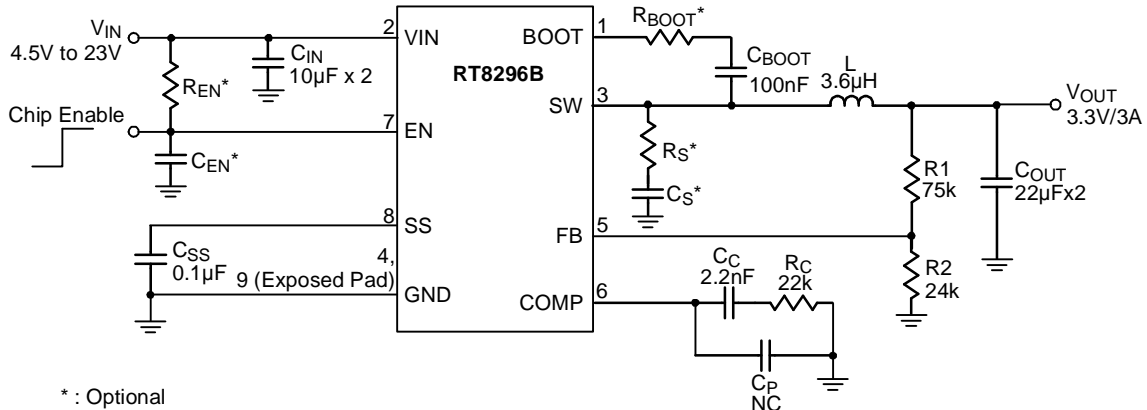 VIN
4.5V to 23V
REN*
CIN
10µF x 2
Chip Enable
CEN*
CSS
0.1µF
2
VIN
7
EN
8
SS
4,
9 (Exposed Pad)
GND
RT8296B
BOOT
1
SW
3
FB
5
COMP
6
RBOOT*
CBOOT
100nF
L
3.6µH
VOUT
3.3V/3A
RS*
CS*
R1
75k
COUT
22µFx2
R2
24k
CC
2.2nF
RC
22k
CP
NC
* : Optional